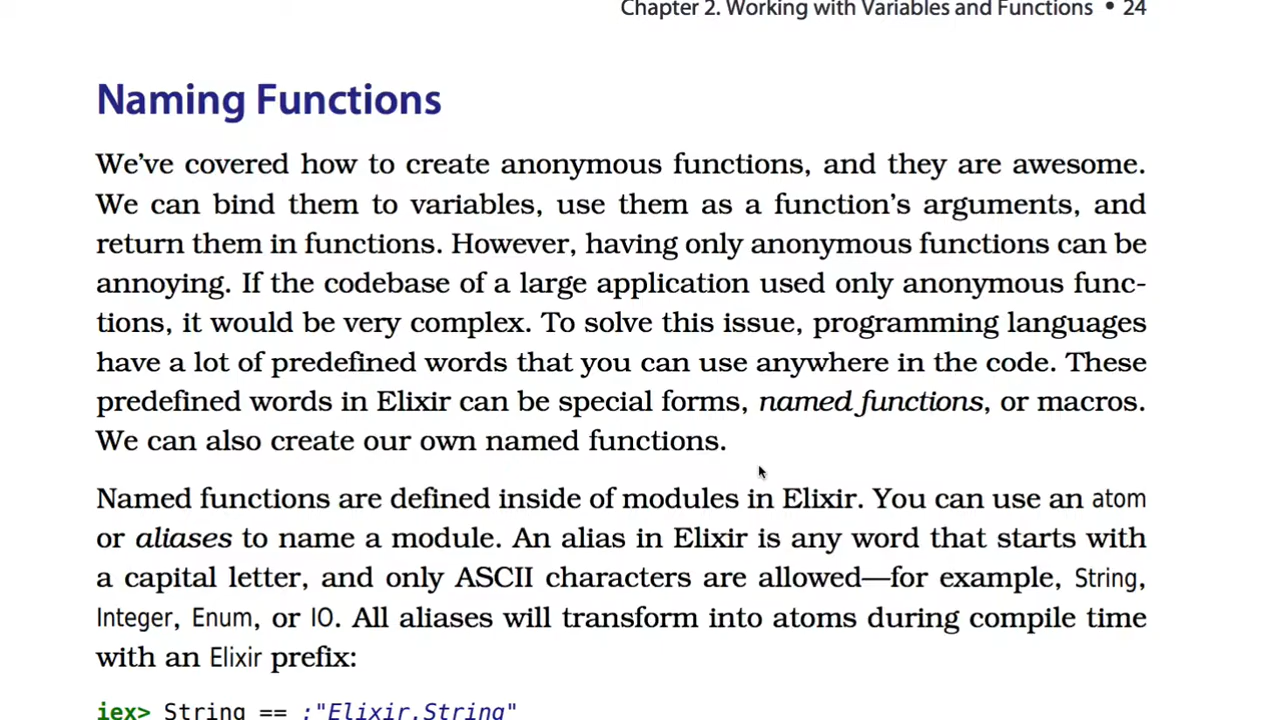 Chapter 2. Working with Variables and Functions • 24
Naming Functions
We’ve covered how to create anonymous functions, and they are awesome.
We can bind them to variables, use them as a function’s arguments, and
return them in functions. However, having only anonymous functions can be
annoying. If the codebase of a large application used only anonymous func-
tions, it would be very complex. To solve this issue, programming languages
have a lot of predefined words that you can use anywhere in the code. These
predefined words in Elixir can be special forms, named functions, or macros.
We can also create our own named functions.
Named functions are defined inside of modules in Elixir. You can use an atom
or aliases to name a module. An alias in Elixir is any word that starts with
a capital letter, and only ASCII characters are allowed—for example, String,
Integer, Enum, or IO. All aliases will transform into atoms during compile time
with an Elixir prefix:
iex> String == :"Elixir.String"